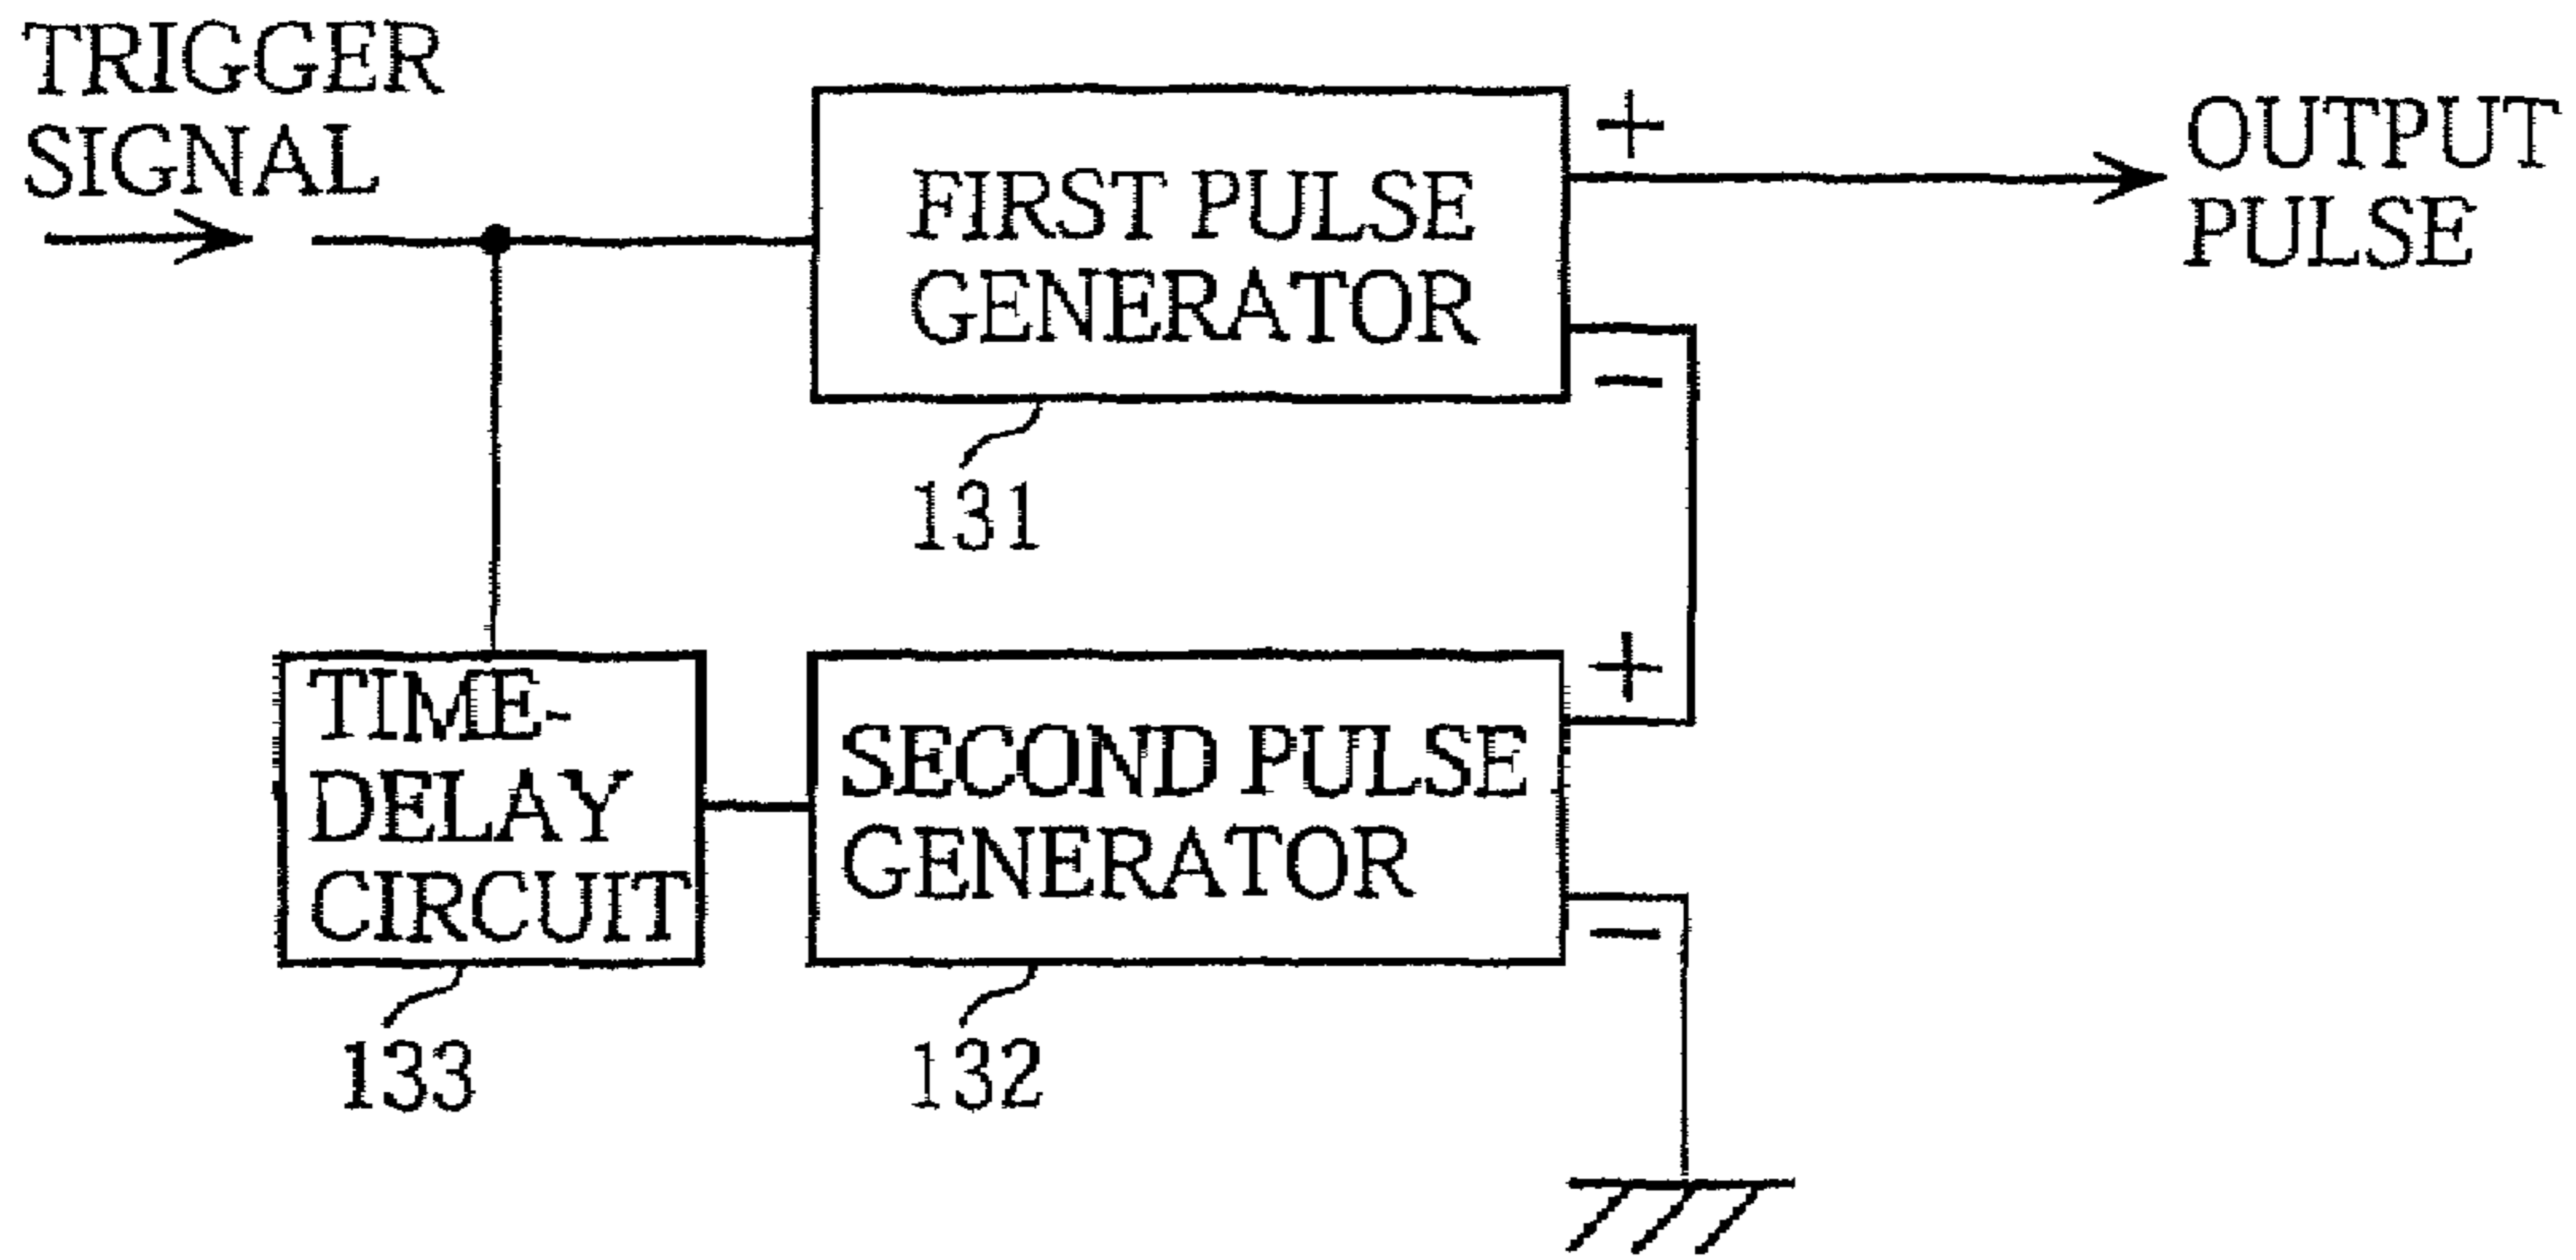 TRIGGER
SIGNAL
FIRST PULSE
GENERATOR
+
−
OUTPUT
PULSE
131
TIME-
DELAY
CIRCUIT
SECOND PULSE
GENERATOR
+
−
133
132